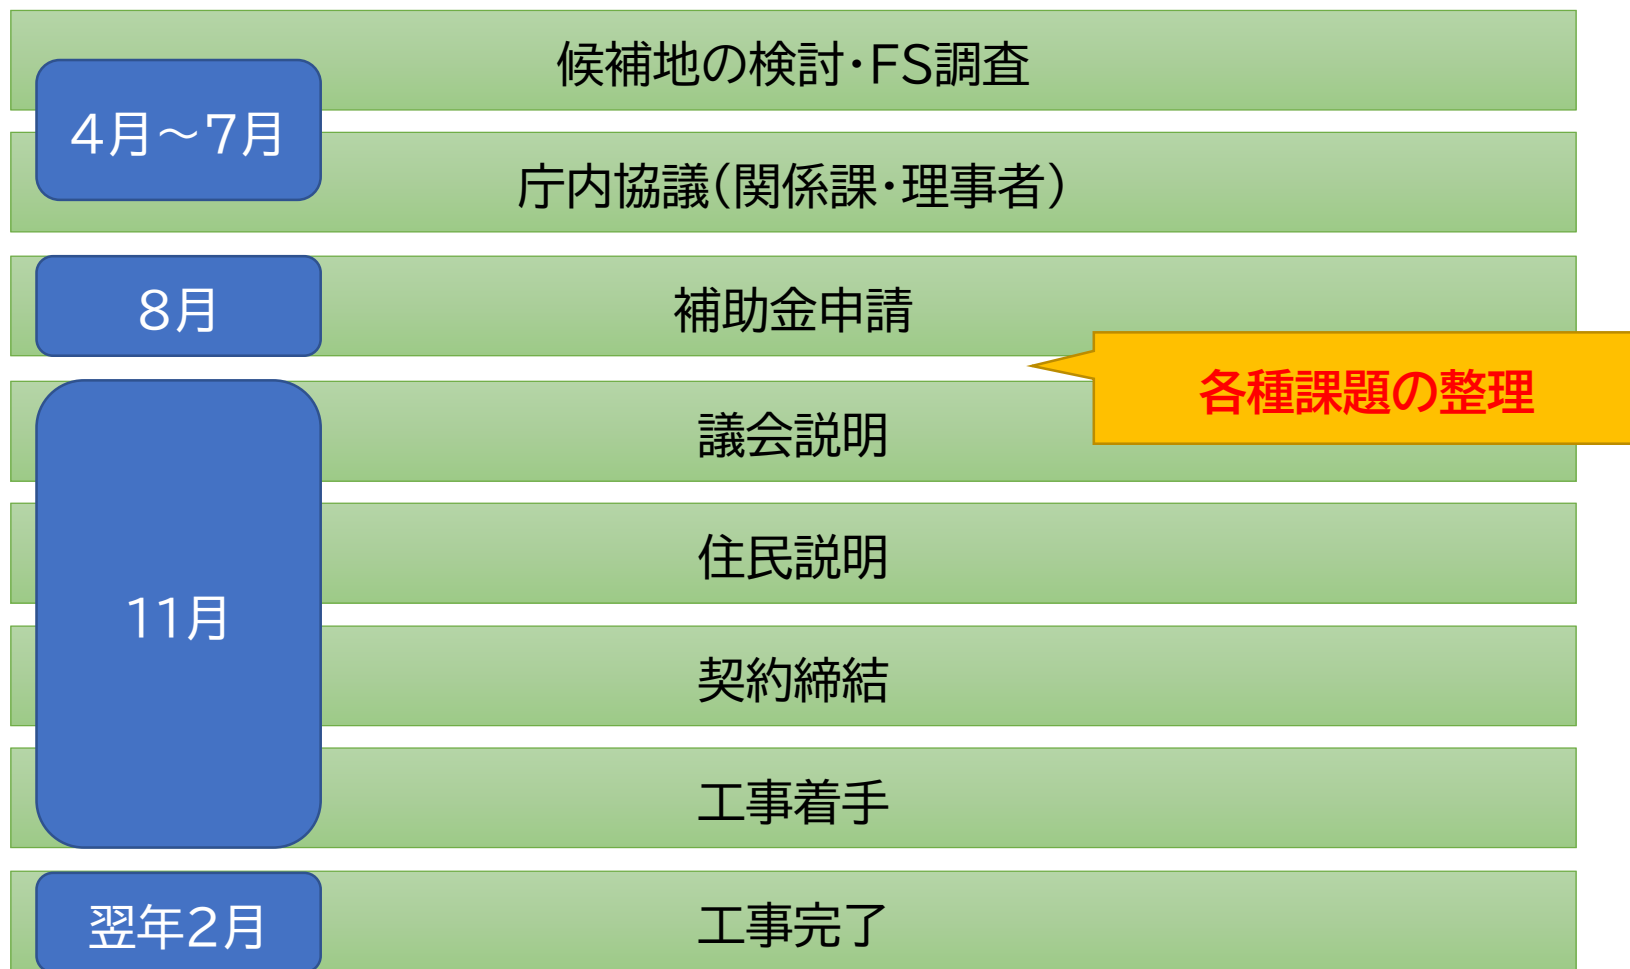 候補地の検討・FS調査
4月~7月
庁内協議(関係課・理事者)
8月
補助金申請
各種課題の整理
議会説明
住民説明
11月
契約締結
工事着手
翌年2月
工事完了